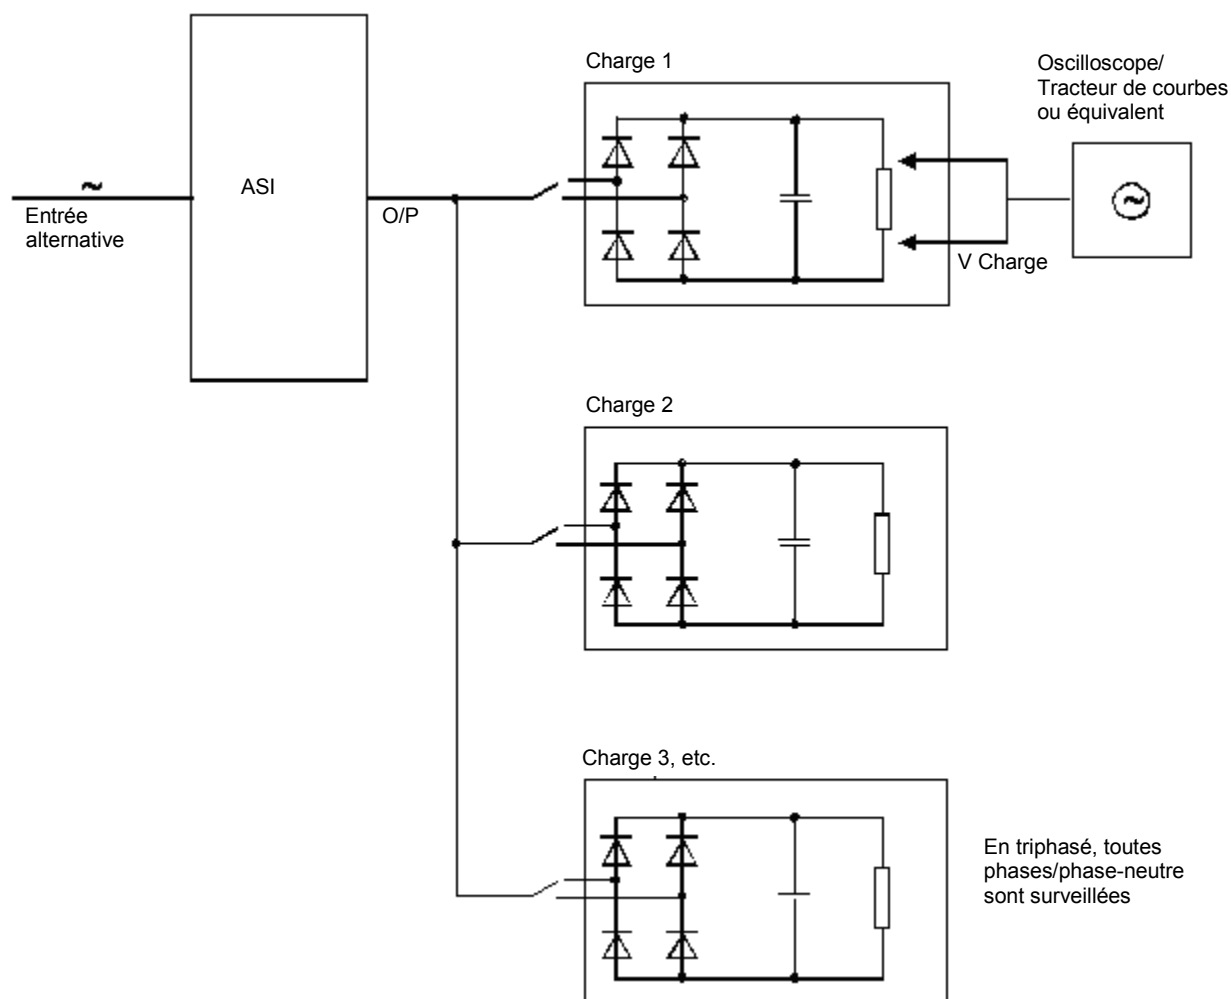 Charge 1
Oscilloscope/
Tracteur de courbes
ou équivalent
~
ASI
~
Entrée
alternative
O/P
V Charge
Charge 2
Charge 3, etc.
En triphasé, toutes
phases/phase-neutre
sont surveillées